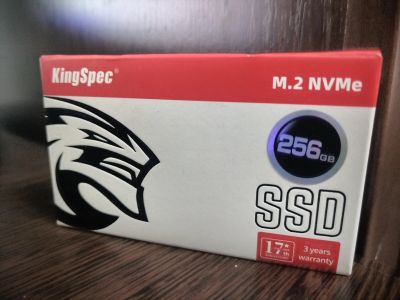 KingSpec®
M.2 NVMe
256GB
SSD
17th
3 years
warranty